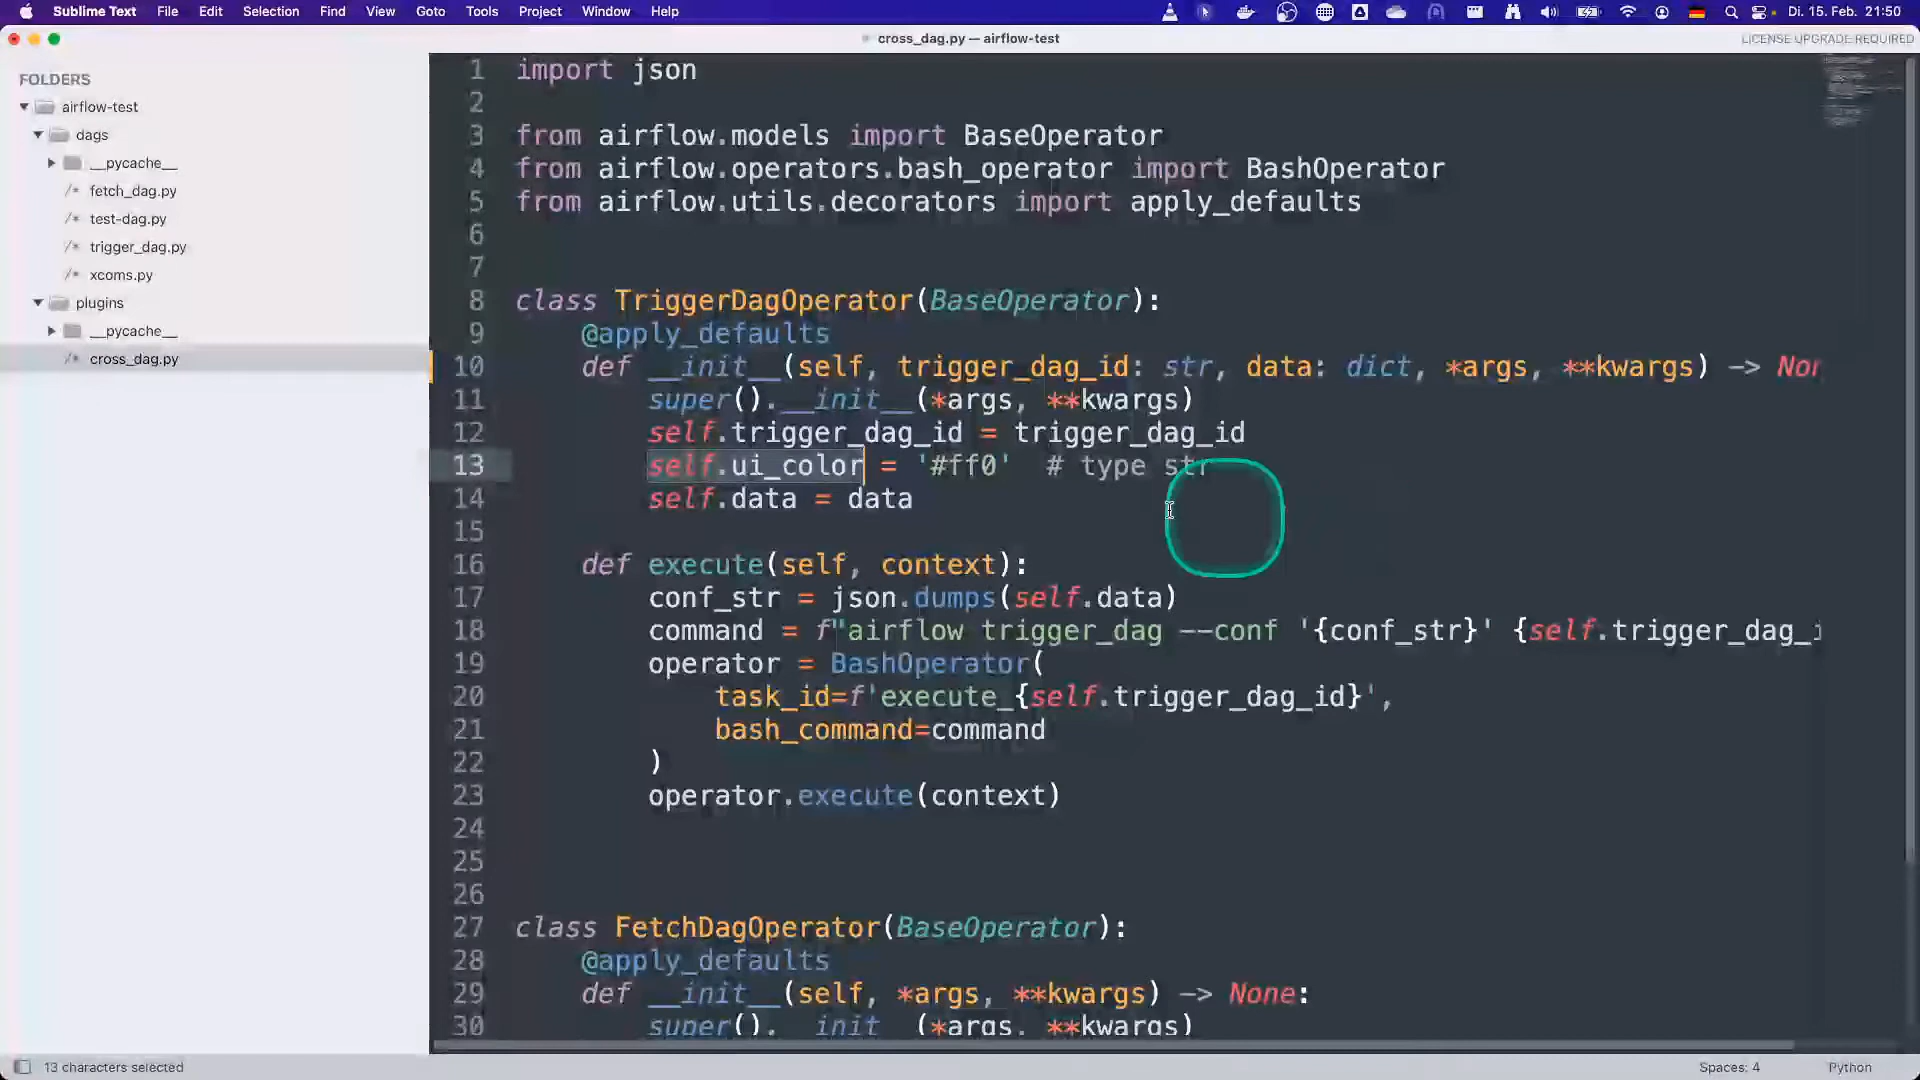 Sublime Text File Edit Selection Find View Goto Tools Project Window Help Di. 15. Feb. 21:50
cross_dag.py — airflow-test LICENSE UPGRADE REQUIRED
FOLDERS
airflow-test
dags
__pycache__
/* fetch_dag.py
/* test-dag.py
/* trigger_dag.py
/* xcoms.py
plugins
__pycache__
/* cross_dag.py
1 import json
2
3 from airflow.models import BaseOperator
4 from airflow.operators.bash_operator import BashOperator
5 from airflow.utils.decorators import apply_defaults
6
7
8 class TriggerDagOperator(BaseOperator):
9 @apply_defaults
10 def __init__(self, trigger_dag_id: str, data: dict, *args, **kwargs) -> Nor
11 super().__init__(*args, **kwargs)
12 self.trigger_dag_id = trigger_dag_id
13 self.ui_color = '#ff0' # type str
14 self.data = data
15
16 def execute(self, context):
17 conf_str = json.dumps(self.data)
18 command = f"airflow trigger_dag --conf '{conf_str}' {self.trigger_dag_i
19 operator = BashOperator(
20 task_id=f'execute_{self.trigger_dag_id}',
21 bash_command=command
22 )
23 operator.execute(context)
24
25
26
27 class FetchDagOperator(BaseOperator):
28 @apply_defaults
29 def __init__(self, *args, **kwargs) -> None:
30 super().__init__(*args, **kwargs)
13 characters selected Spaces: 4 Python